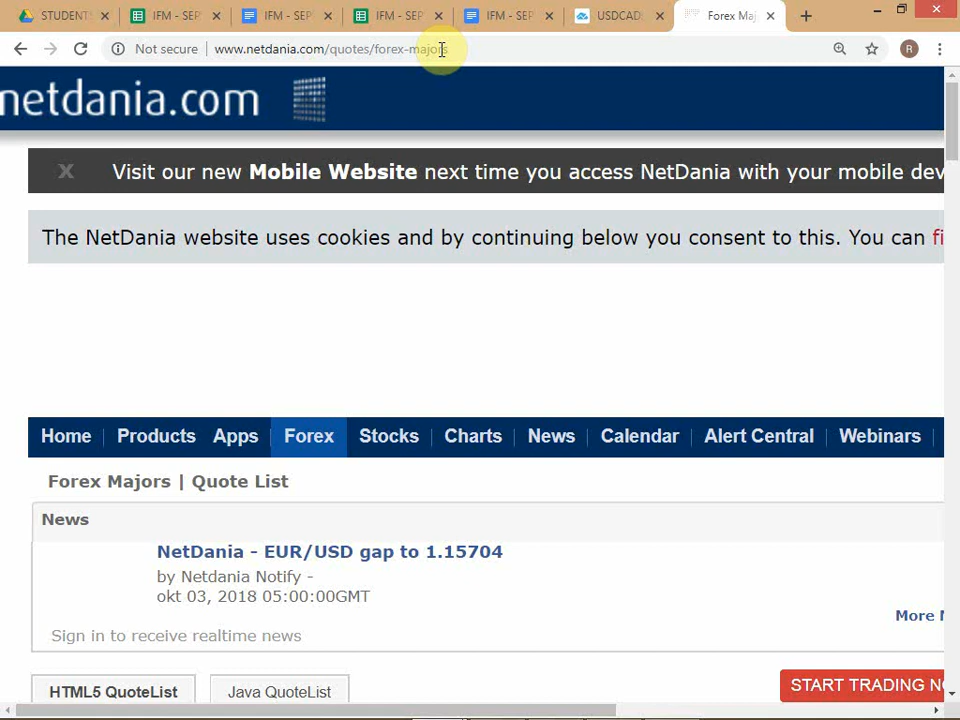 STUDENT
IFM - SEP
IFM - SEP
IFM - SEP
IFM - SEP
USDCAD
Forex Maj
Not secure
www.netdania.com/quotes/forex-majors
R
netdania.com
X
Visit our new Mobile Website next time you access NetDania with your mobile dev
The NetDania website uses cookies and by continuing below you consent to this. You can fi
Home Products Apps Forex Stocks Charts News Calendar Alert Central Webinars
Forex Majors | Quote List
News
NetDania - EUR/USD gap to 1.15704
by Netdania Notify -
okt 03, 2018 05:00:00GMT
More N
Sign in to receive realtime news
HTML5 QuoteList
Java QuoteList
START TRADING NO